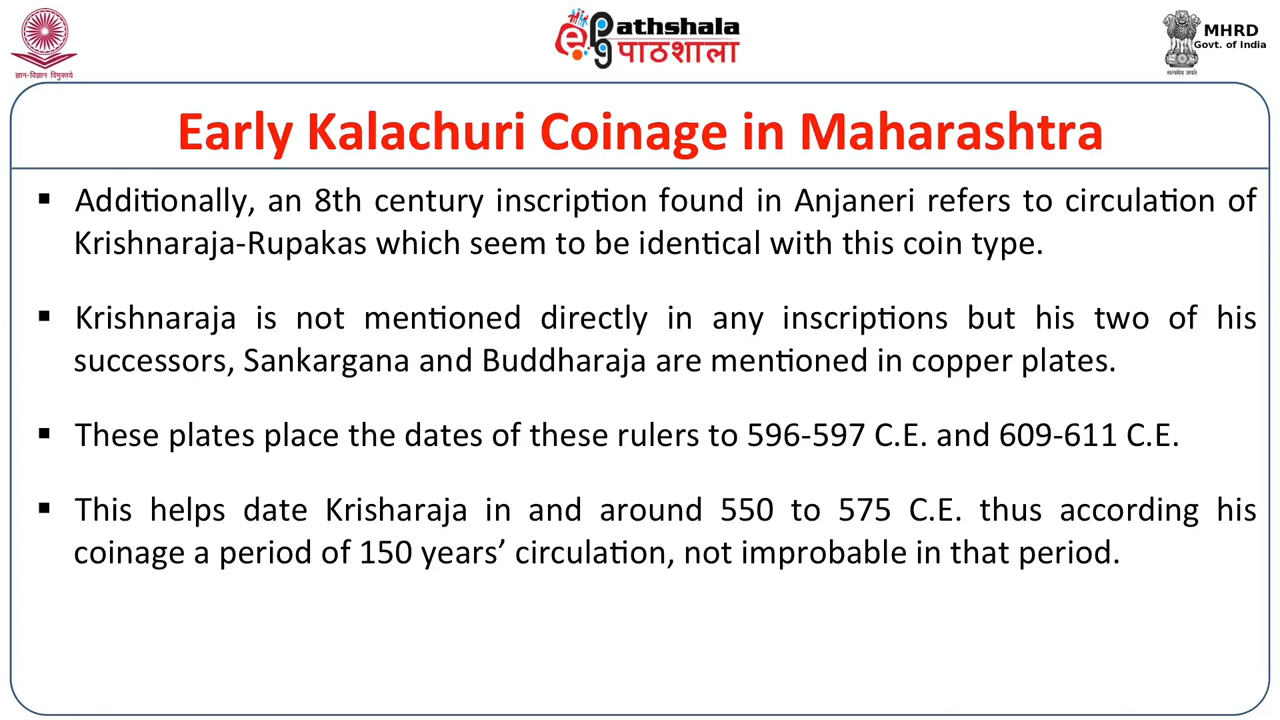 ज्ञान-विज्ञान विमुक्तये
ePathshala
पाठशाला
MHRD
Govt. of India
सत्यमेव जयते
Early Kalachuri Coinage in Maharashtra
▪ Additionally, an 8th century inscription found in Anjaneri refers to circulation of
Krishnaraja-Rupakas which seem to be identical with this coin type.
▪ Krishnaraja is not mentioned directly in any inscriptions but his two of his
successors, Sankargana and Buddharaja are mentioned in copper plates.
▪ These plates place the dates of these rulers to 596-597 C.E. and 609-611 C.E.
▪ This helps date Krisharaja in and around 550 to 575 C.E. thus according his
coinage a period of 150 years’ circulation, not improbable in that period.